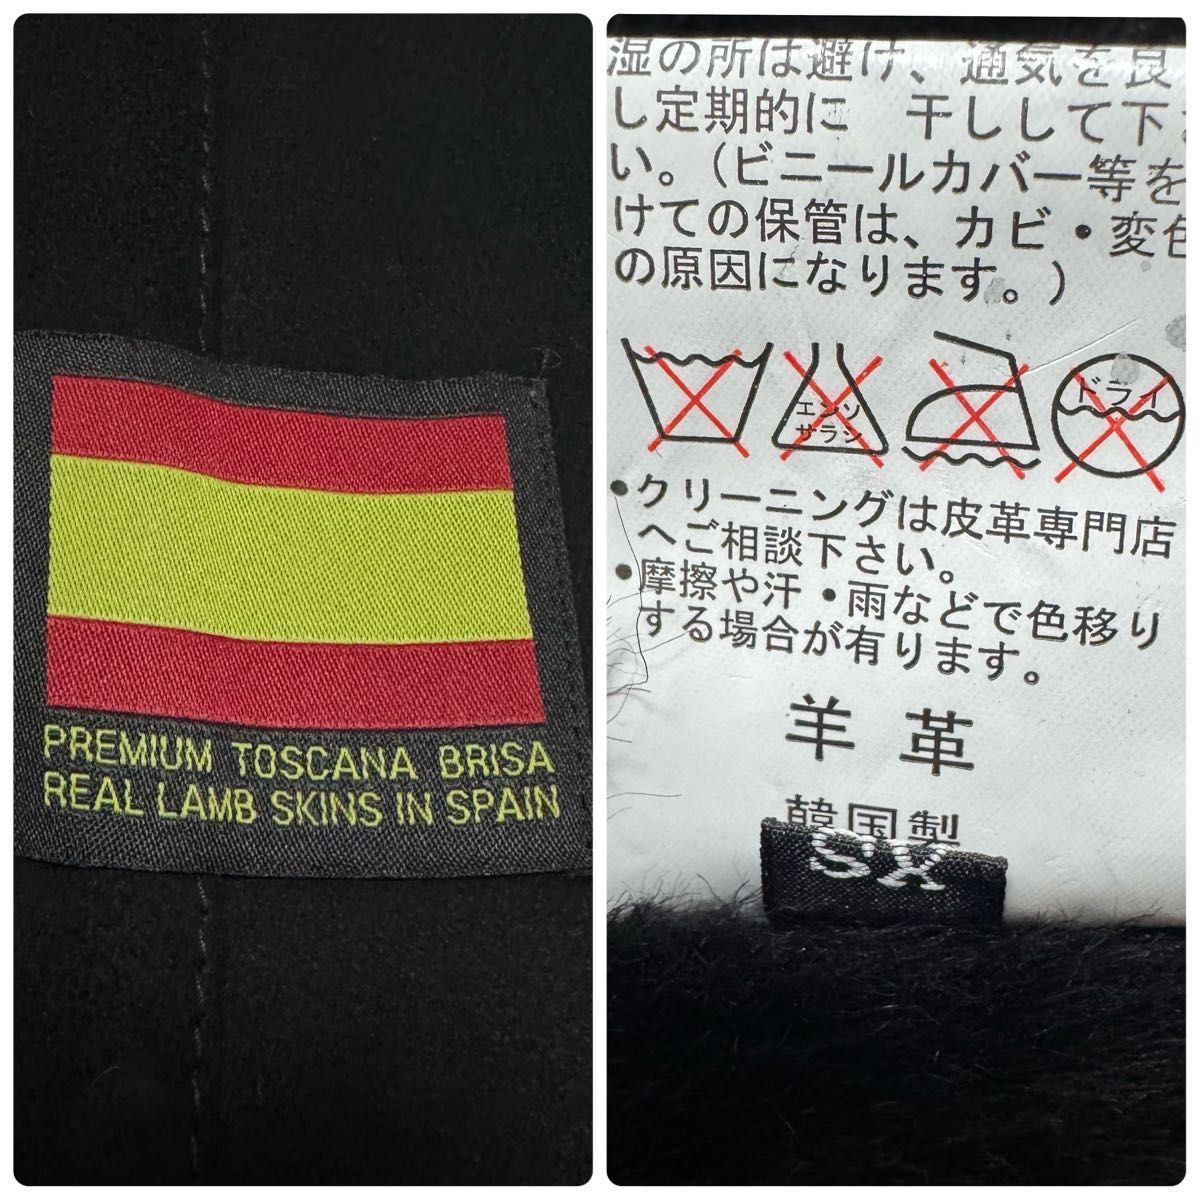 PREMIUM TOSCANA BRISA
REAL LAMB SKINS IN SPAIN
湿の所は避け、通気を良
し定期的に 干しして下さ
い。(ビニールカバー等を
けての保管は、カビ・変色
の原因になります。)
エンソ
サラシ
ドライ
・クリーニングは皮革専門店
へご相談下さい。
・摩擦や汗・雨などで色移り
する場合が有ります。
羊革
韓国製